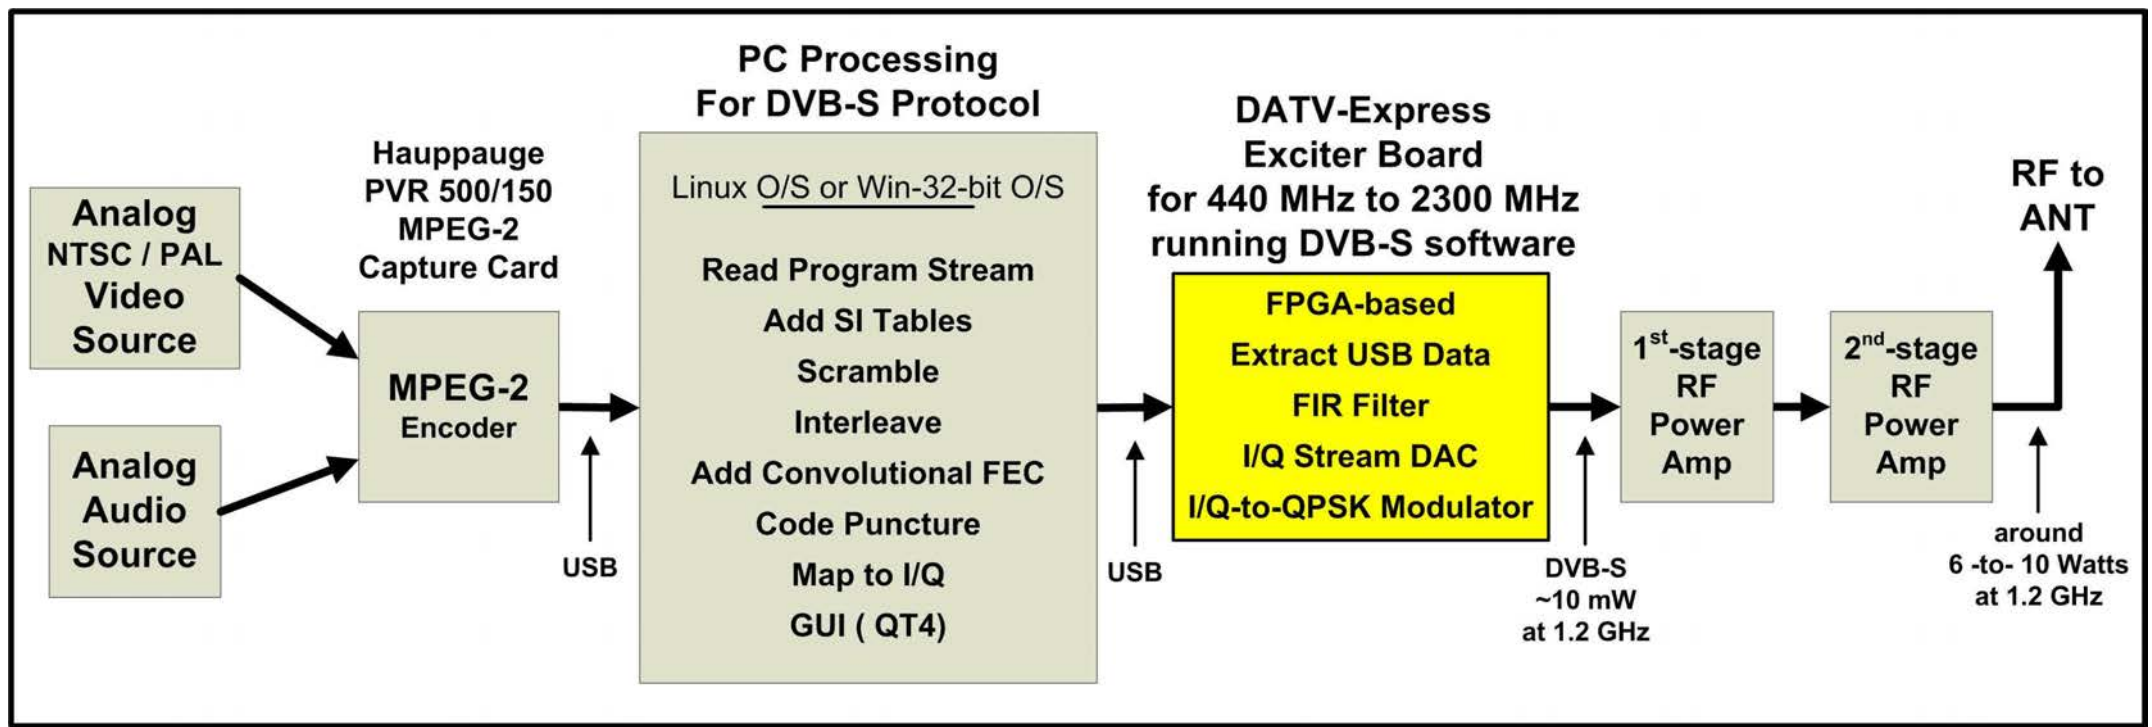 Analog
NTSC / PAL
Video
Source
Analog
Audio
Source
Hauppauge
PVR 500/150
MPEG-2
Capture Card
MPEG-2
Encoder
USB
PC Processing
For DVB-S Protocol
Linux O/S or Win-32-bit O/S
Read Program Stream
Add SI Tables
Scramble
Interleave
Add Convolutional FEC
Code Puncture
Map to I/Q
GUI ( QT4)
USB
DATV-Express
Exciter Board
for 440 MHz to 2300 MHz
running DVB-S software
FPGA-based
Extract USB Data
FIR Filter
I/Q Stream DAC
I/Q-to-QPSK Modulator
DVB-S
~10 mW
at 1.2 GHz
1st-stage
RF
Power
Amp
2nd-stage
RF
Power
Amp
RF to
ANT
around
6 -to- 10 Watts
at 1.2 GHz